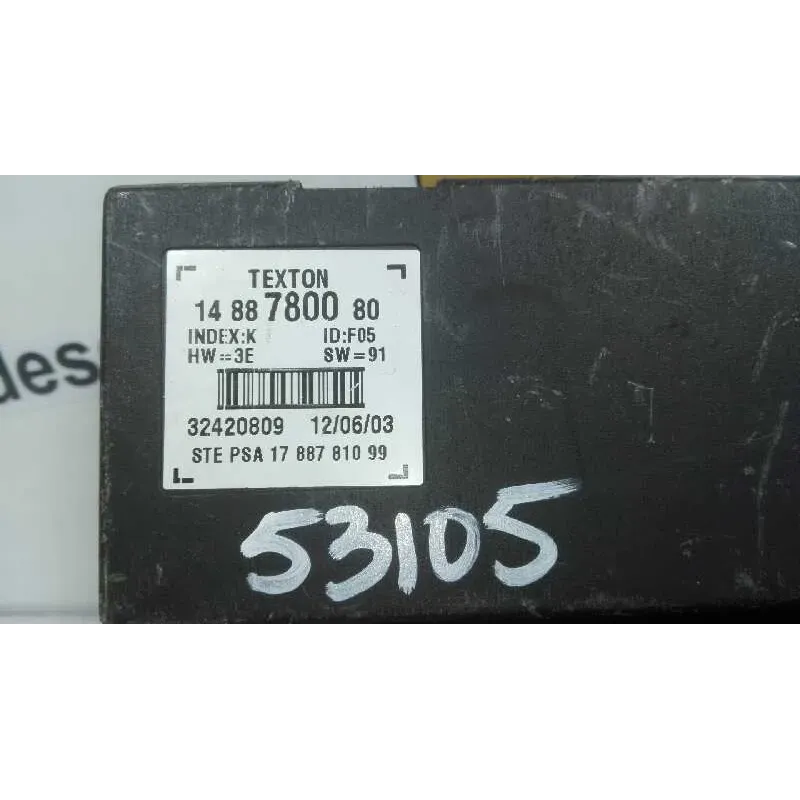 des
TEXTON
14 88 7800 80
INDEX:K ID:F05
HW=3E SW=91
32420809 12/06/03
STE PSA 17 887 810 99
53105